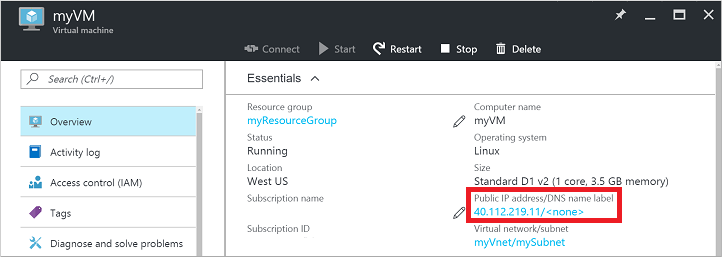 myVM
Virtual machine
Connect Start Restart Stop Delete
Search (Ctrl+/)
Overview
Activity log
Access control (IAM)
Tags
Diagnose and solve problems
Essentials
Resource group
myResourceGroup
Computer name
myVM
Status
Running
Operating system
Linux
Location
West US
Size
Standard D1 v2 (1 core, 3.5 GB memory)
Subscription name
Public IP address/DNS name label
40.112.219.11/<none>
Subscription ID
Virtual network/subnet
myVnet/mySubnet